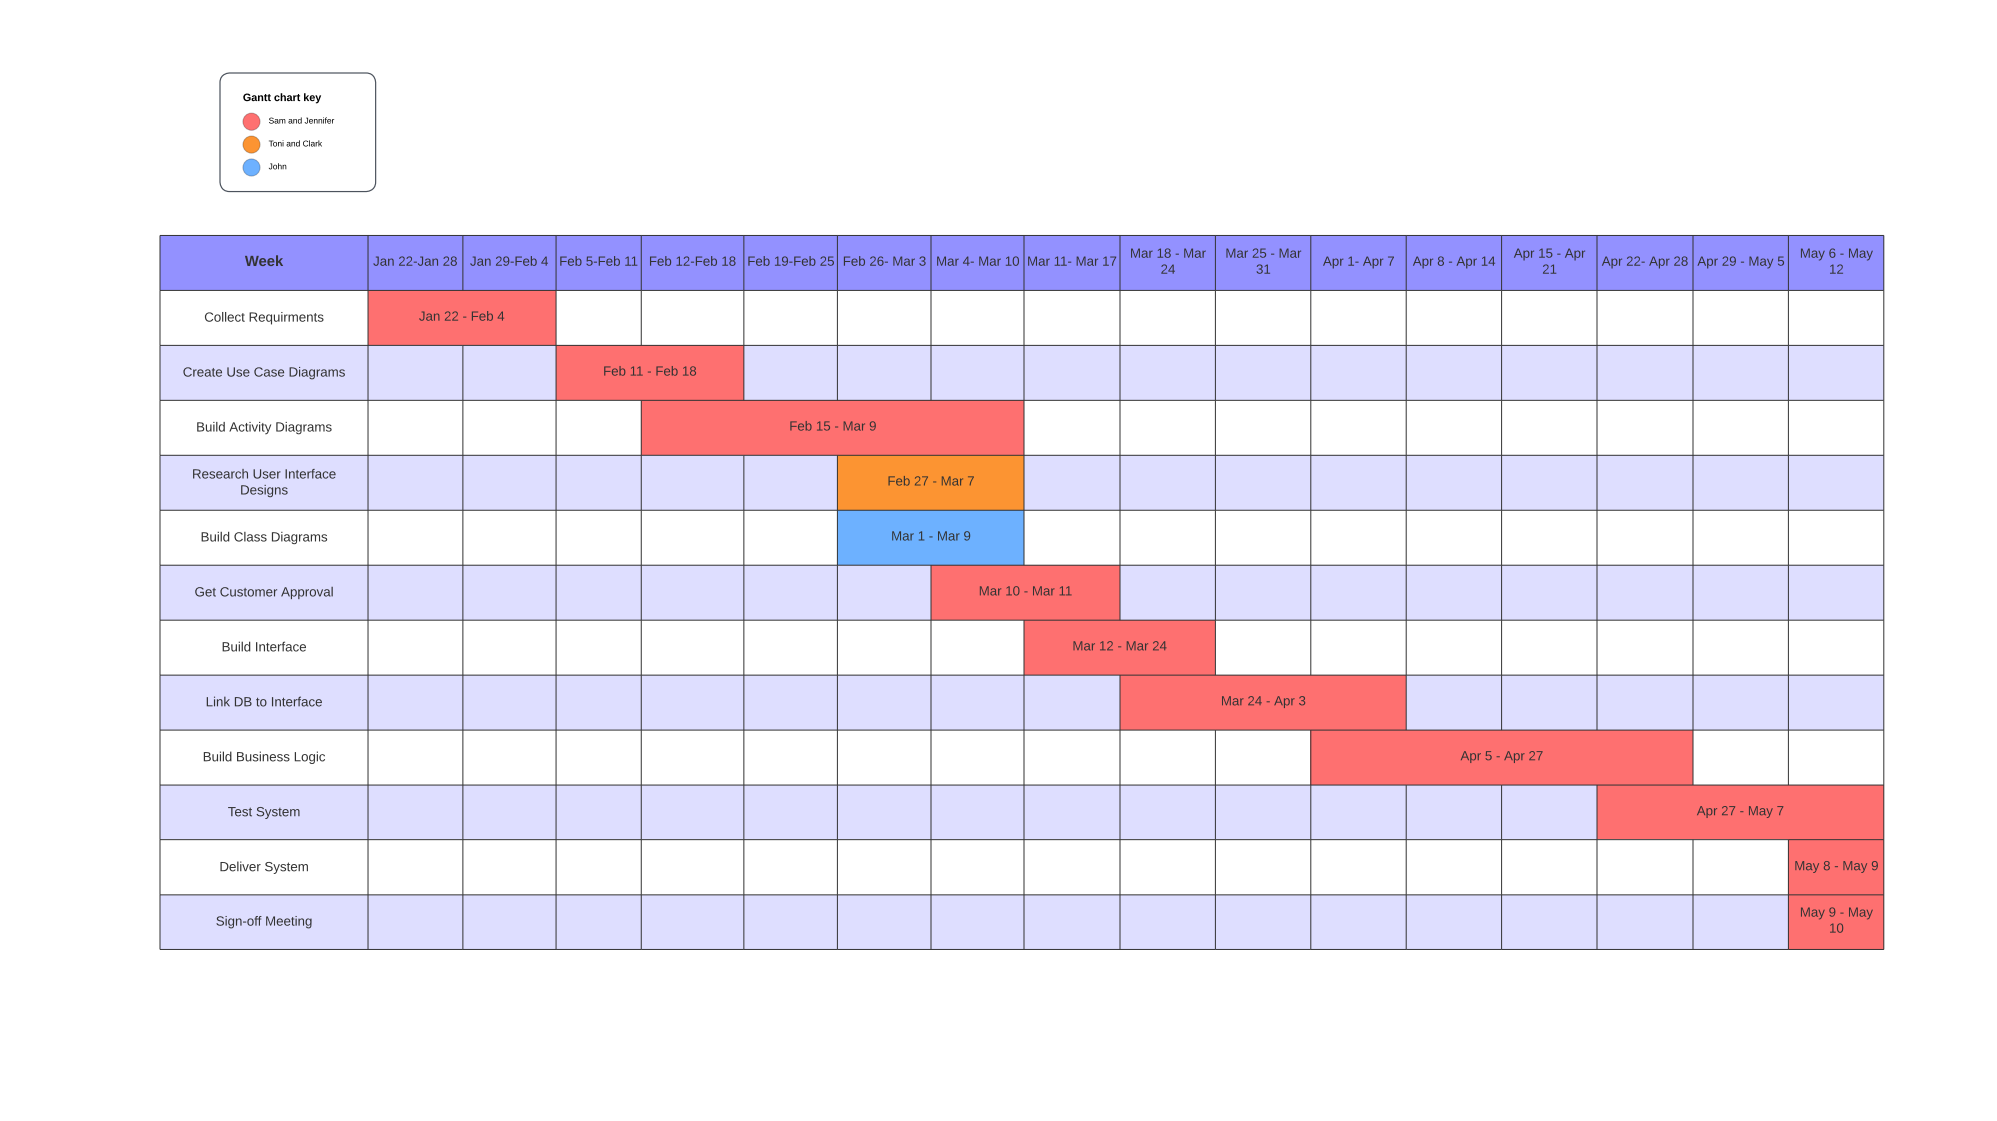 Gantt chart key
Sam and Jennifer
Toni and Clark
John
Week
Jan 22-Jan 28
Jan 29-Feb 4
Feb 5-Feb 11
Feb 12-Feb 18
Feb 19-Feb 25
Feb 26- Mar 3
Mar 4- Mar 10
Mar 11- Mar 17
Mar 18 - Mar
24
Mar 25 - Mar
31
Apr 1- Apr 7
Apr 8 - Apr 14
Apr 15 - Apr
21
Apr 22- Apr 28
Apr 29 - May 5
May 6 - May
12
Collect Requirments
Jan 22 - Feb 4
Create Use Case Diagrams
Feb 11 - Feb 18
Build Activity Diagrams
Feb 15 - Mar 9
Research User Interface
Designs
Feb 27 - Mar 7
Build Class Diagrams
Mar 1 - Mar 9
Get Customer Approval
Mar 10 - Mar 11
Build Interface
Mar 12 - Mar 24
Link DB to Interface
Mar 24 - Apr 3
Build Business Logic
Apr 5 - Apr 27
Test System
Apr 27 - May 7
Deliver System
May 8 - May 9
Sign-off Meeting
May 9 - May
10